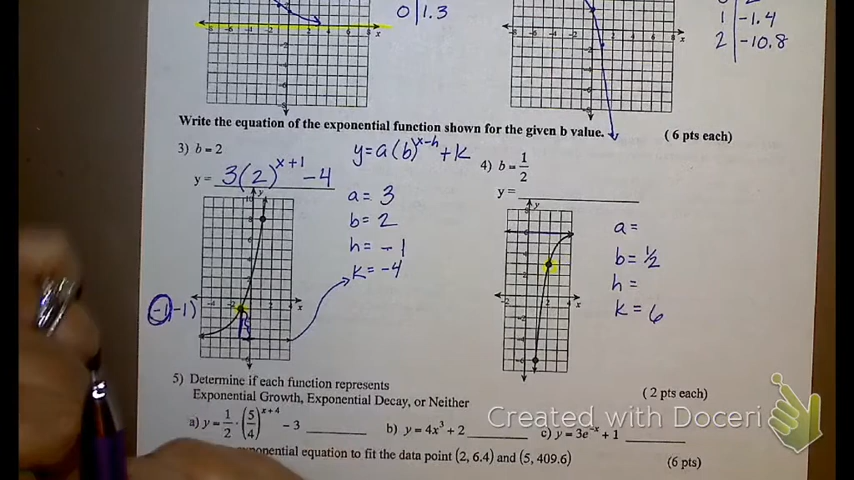 0 | 1.3
1 | -1.4
2 | -10.8
Write the equation of the exponential function shown for the given b value. ( 6 pts each)
3) b = 2
y = 3(2)^{x+1} - 4
y = a(b)^{x-h} + k
a = 3
b = 2
h = -1
k = -4
(-1,-1)
4) b = 1/2
y =
a =
b = 1/2
h =
k = 6
5) Determine if each function represents ( 2 pts each)
Exponential Growth, Exponential Decay, or Neither
a) y = 1/2 · (5/4)^{x+4} - 3 b) y = 4x^3 + 2 c) y = 3e^{-x} + 1
exponential equation to fit the data point (2, 6.4) and (5, 409.6) (6 pts)
Created with Doceri